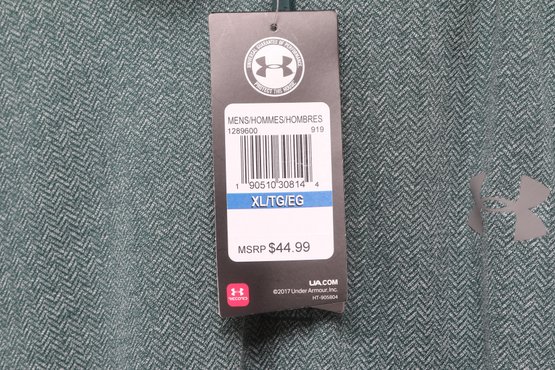 UNIVERSAL GUARANTEE OF PERFORMANCE
PROTECT THIS HOUSE
MENS/HOMMES/HOMBRES
1289600 919
1 90510 30814 4
XL/TG/EG
MSRP $44.99
UA.COM
©2017 Under Armour, Inc.
HT-905804
RECORD